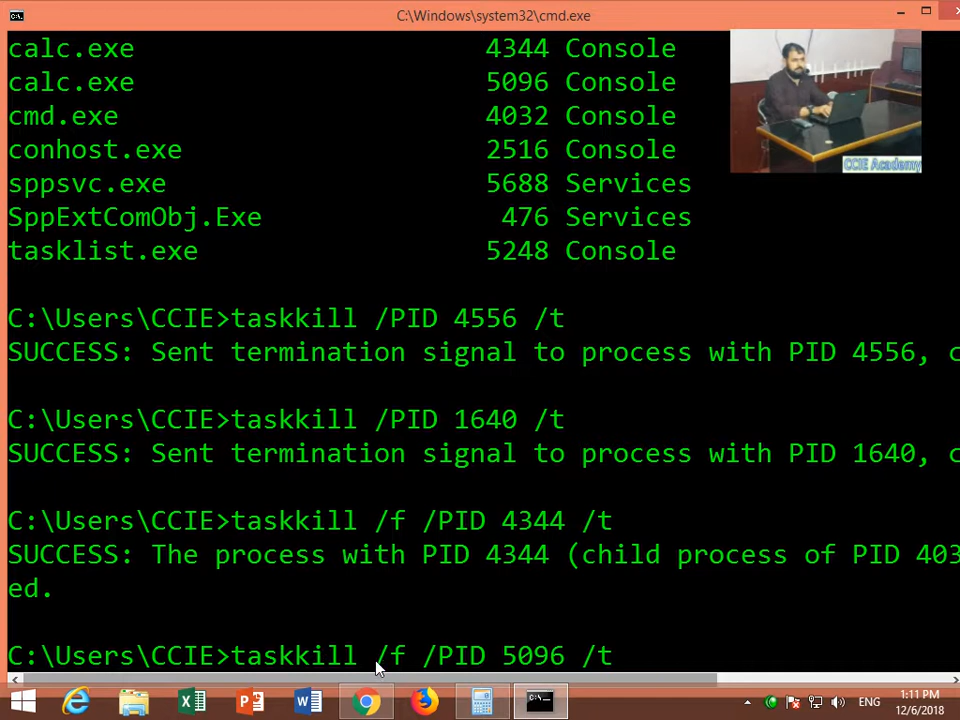 C:\Windows\system32\cmd.exe
calc.exe 4344 Console
calc.exe 5096 Console
cmd.exe 4032 Console
conhost.exe 2516 Console
sppsvc.exe 5688 Services
SppExtComObj.Exe 476 Services
tasklist.exe 5248 Console
CCIE Academy
C:\Users\CCIE>taskkill /PID 4556 /t
SUCCESS: Sent termination signal to process with PID 4556, c
C:\Users\CCIE>taskkill /PID 1640 /t
SUCCESS: Sent termination signal to process with PID 1640, c
C:\Users\CCIE>taskkill /f /PID 4344 /t
SUCCESS: The process with PID 4344 (child process of PID 403
ed.
C:\Users\CCIE>taskkill /f /PID 5096 /t
ENG
1:11 PM
12/6/2018